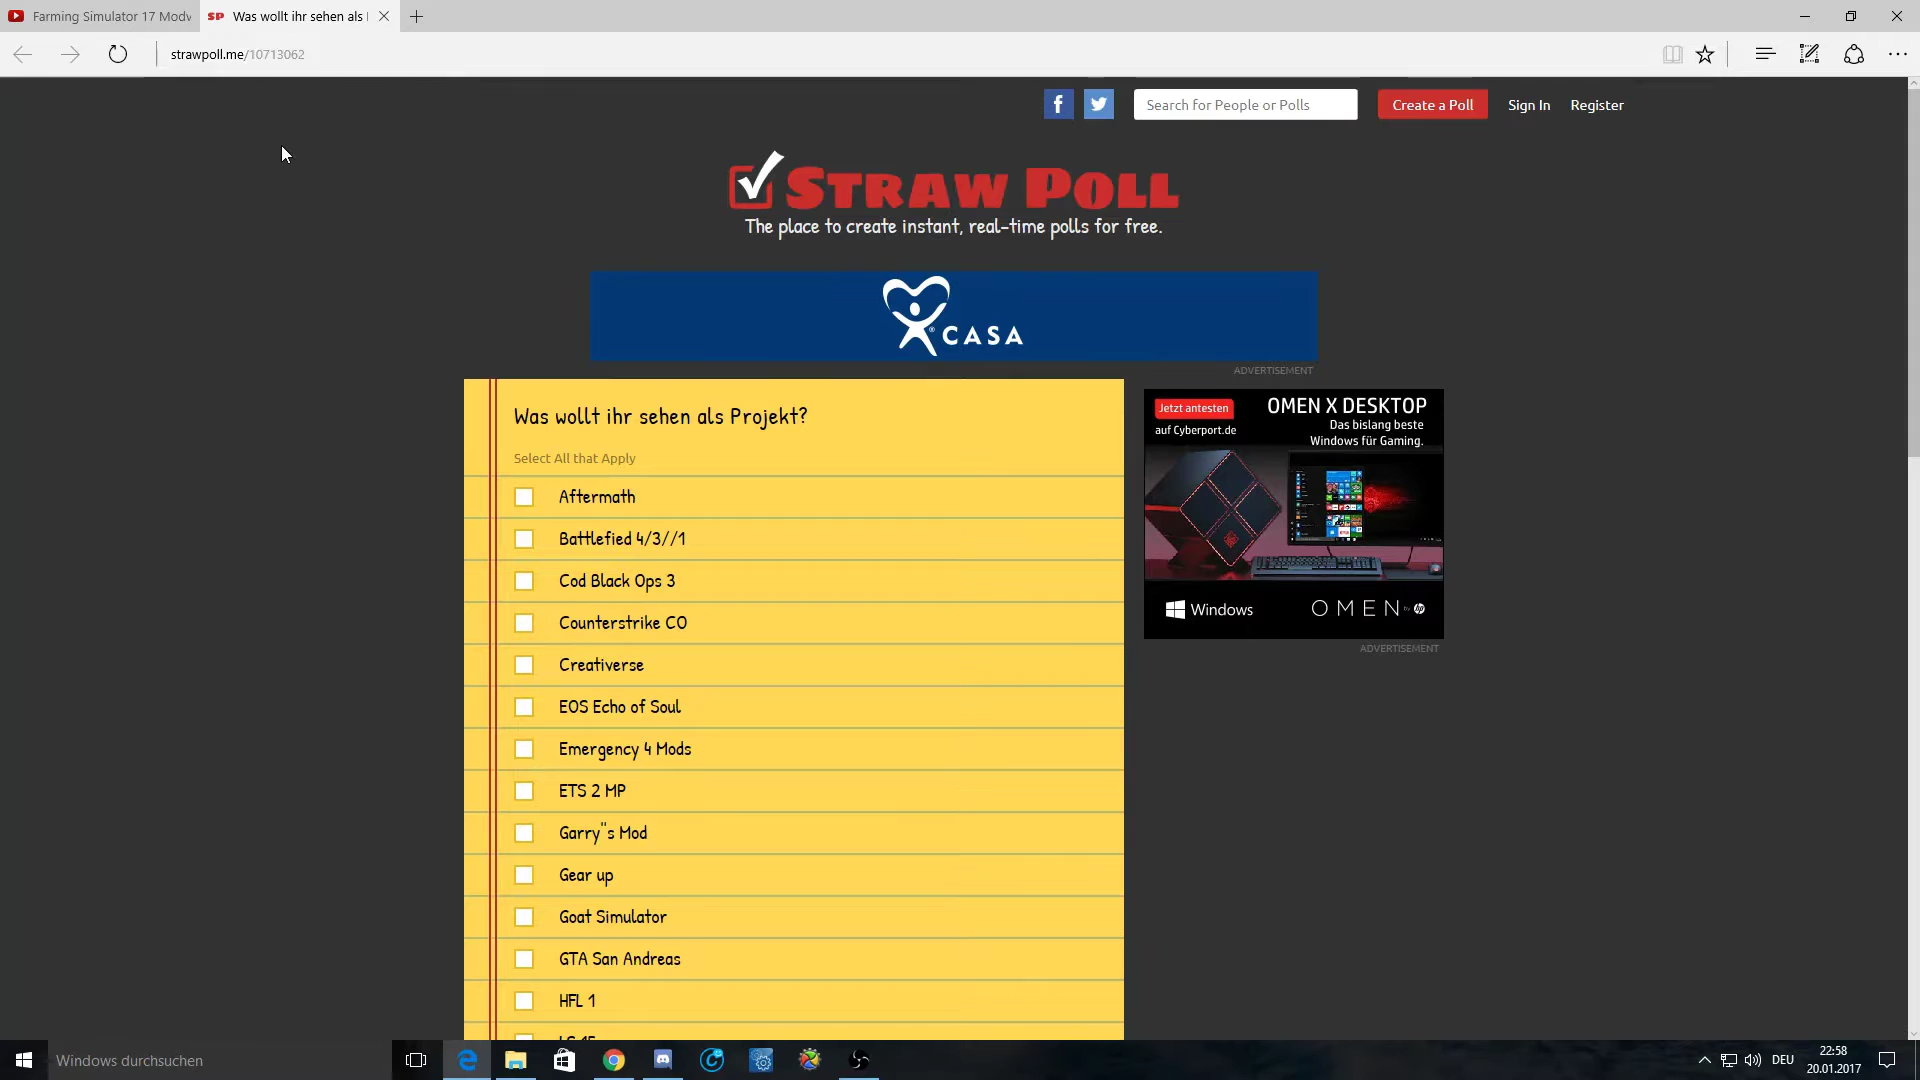 Farming Simulator 17 Modv
SP Was wollt ihr sehen als
strawpoll.me/10713062
Search for People or Polls
Create a Poll
Sign In
Register
STRAW POLL
The place to create instant, real-time polls for free.
CASA
ADVERTISEMENT
Was wollt ihr sehen als Projekt?
Select All that Apply
Aftermath
Battlefied 4/3//1
Cod Black Ops 3
Counterstrike CO
Creativerse
EOS Echo of Soul
Emergency 4 Mods
ETS 2 MP
Garry"s Mod
Gear up
Goat Simulator
GTA San Andreas
HFL 1
Jetzt antesten
auf Cyberport.de
OMEN X DESKTOP
Das bislang beste
Windows für Gaming.
Windows
OMEN by hp
ADVERTISEMENT
Windows durchsuchen
DEU
22:58
20.01.2017